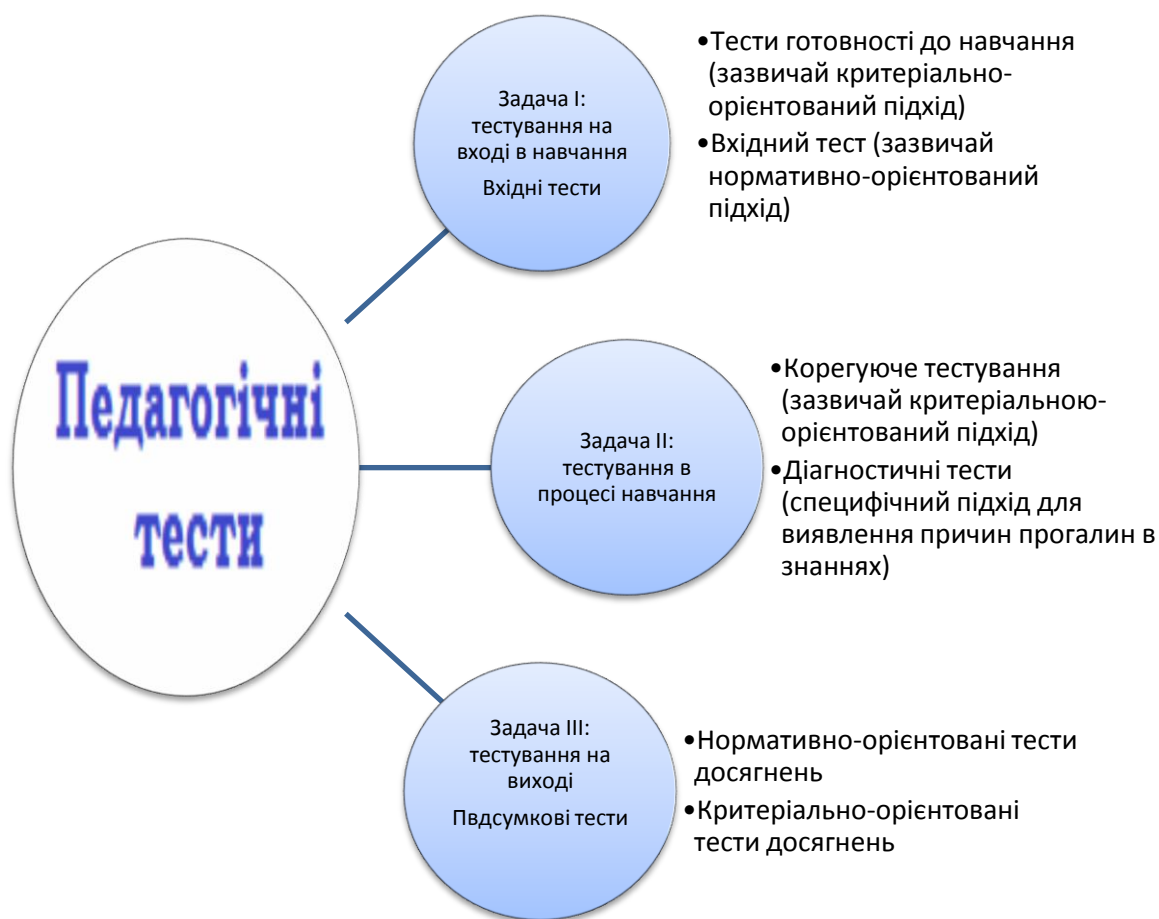 Педагогічні
тести
Задача I:
тестування на
вході в навчання
Вхідні тести
•Тести готовності до навчання
(зазвичай критеріально-
орієнтований підхід)
•Вхідний тест (зазвичай
нормативно-орієнтований
підхід)
Задача II:
тестування в
процесі навчання
•Корегуюче тестування
(зазвичай критеріальною-
орієнтований підхід)
•Діагностичні тести
(специфічний підхід для
виявлення причин прогалин в
знаннях)
Задача III:
тестування на
виході
Пвдсумкові тести
•Нормативно-орієнтовані тести
досягнень
•Критеріально-орієнтовані
тести досягнень